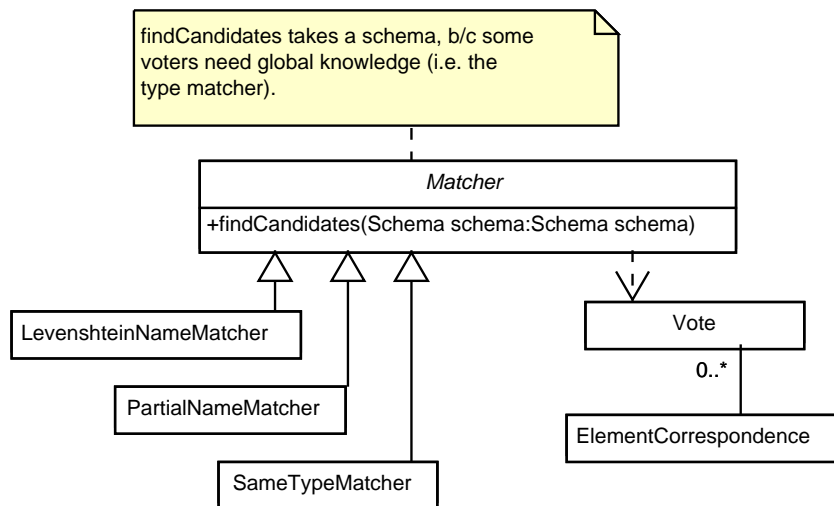 findCandidates takes a schema, b/c some
voters need global knowledge (i.e. the
type matcher).
Matcher
+findCandidates(Schema schema:Schema schema)
LevenshteinNameMatcher
Vote
0..*
PartialNameMatcher
ElementCorrespondence
SameTypeMatcher